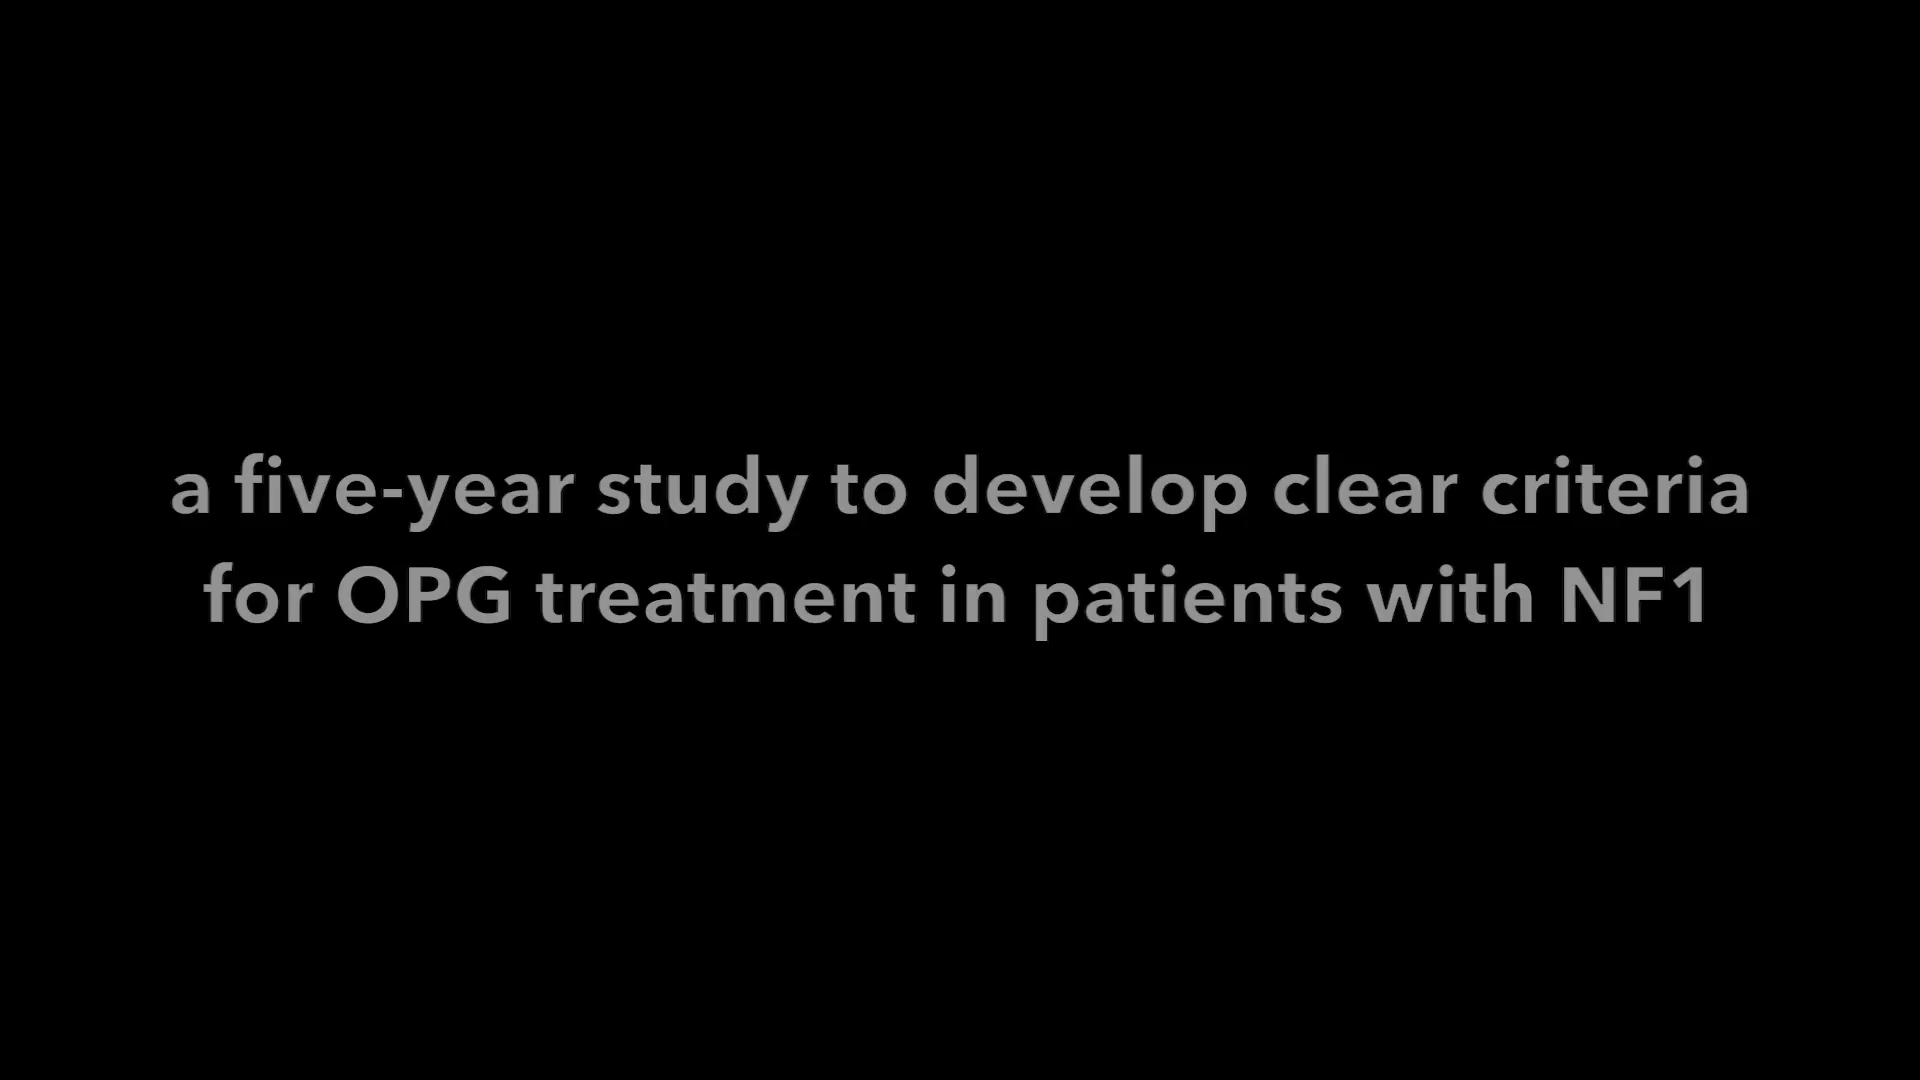 a five-year study to develop clear criteria
for OPG treatment in patients with NF1